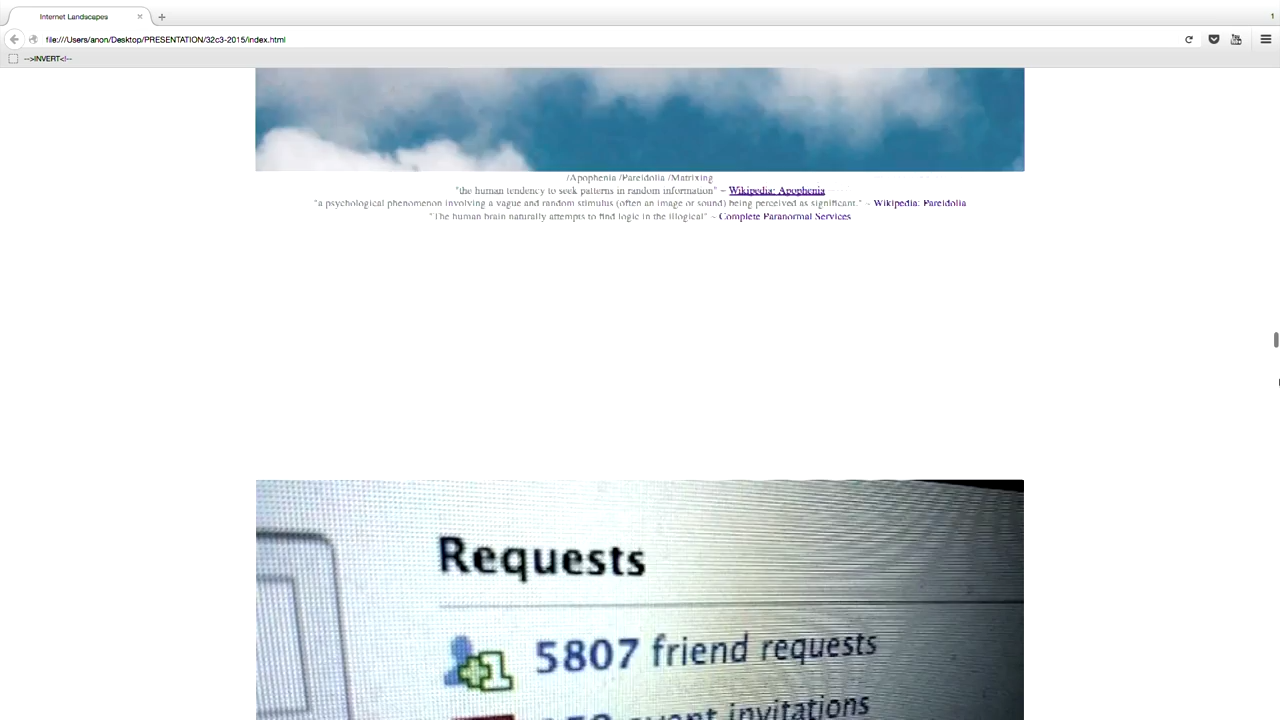 Internet Landscapes
1
file:///Users/anon/Desktop/PRESENTATION/32c3-2015/index.html
-->INVERT<!--
/Apophenia /Pareidolia /Matrixing
"the human tendency to seek patterns in random information" ~ Wikipedia: Apophenia
"a psychological phenomenon involving a vague and random stimulus (often an image or sound) being perceived as significant." ~ Wikipedia: Pareidolia
"The human brain naturally attempts to find logic in the illogical" ~ Complete Paranormal Services
Requests
5807 friend requests
event invitations